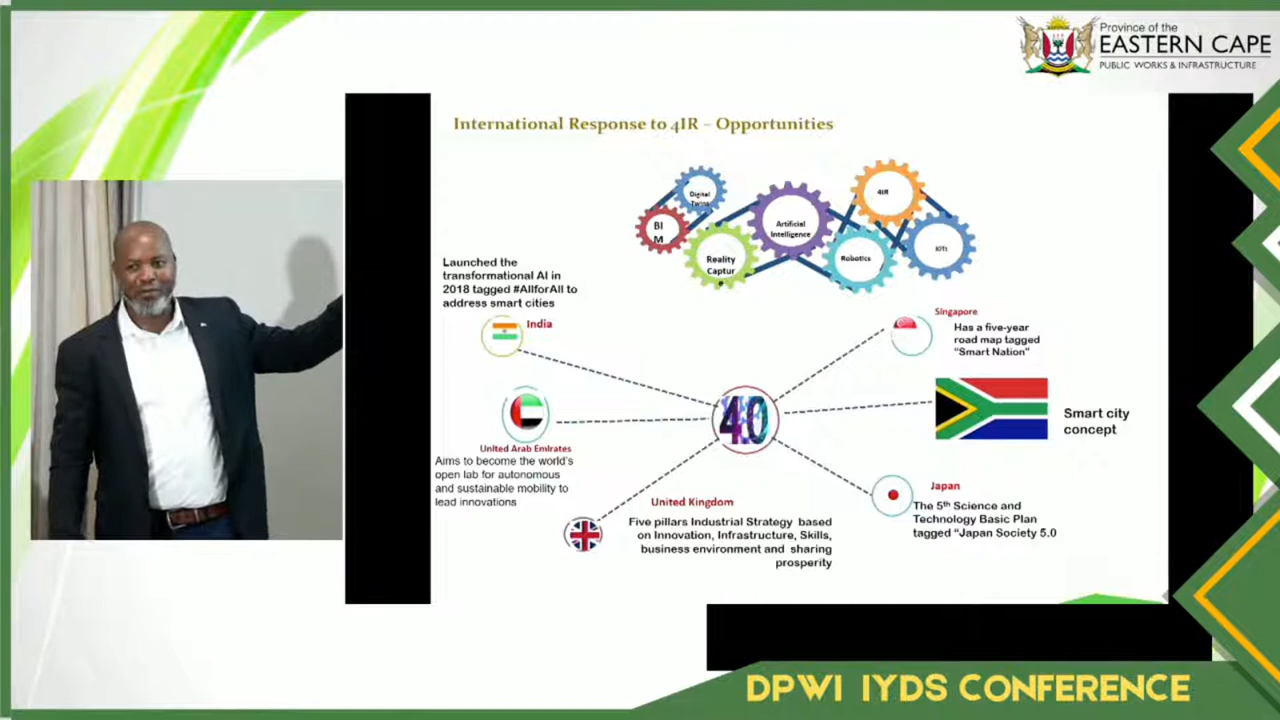 Province of the
EASTERN CAPE
PUBLIC WORKS & INFRASTRUCTURE
International Response to 4IR – Opportunities
Digital
Twins
BI
M
Reality
Captur
Artificial
Intelligence
4IR
Robotics
IOTs
Launched the
transformational AI in
2018 tagged #AIforAll to
address smart cities
India
Singapore
Has a five-year
road map tagged
"Smart Nation"
4.0
Smart city
concept
United Arab Emirates
Aims to become the world's
open lab for autonomous
and sustainable mobility to
lead innovations
United Kingdom
Five pillars Industrial Strategy based
on Innovation, Infrastructure, Skills,
business environment and sharing
prosperity
Japan
The 5th Science and
Technology Basic Plan
tagged "Japan Society 5.0
DPWI IYDS CONFERENCE